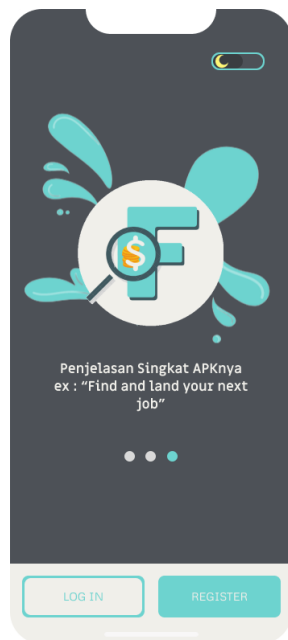 F
$
Penjelasan Singkat APKnya
ex : “Find and land your next
job”
LOG IN
REGISTER